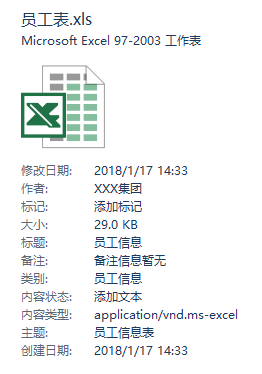 员工表.xls
Microsoft Excel 97-2003 工作表
修改日期: 2018/1/17 14:33
作者: XXX集团
标记: 添加标记
大小: 29.0 KB
标题: 员工信息
备注: 备注信息暂无
类别: 员工信息
内容状态: 添加文本
内容类型: application/vnd.ms-excel
主题: 员工信息表
创建日期: 2018/1/17 14:33